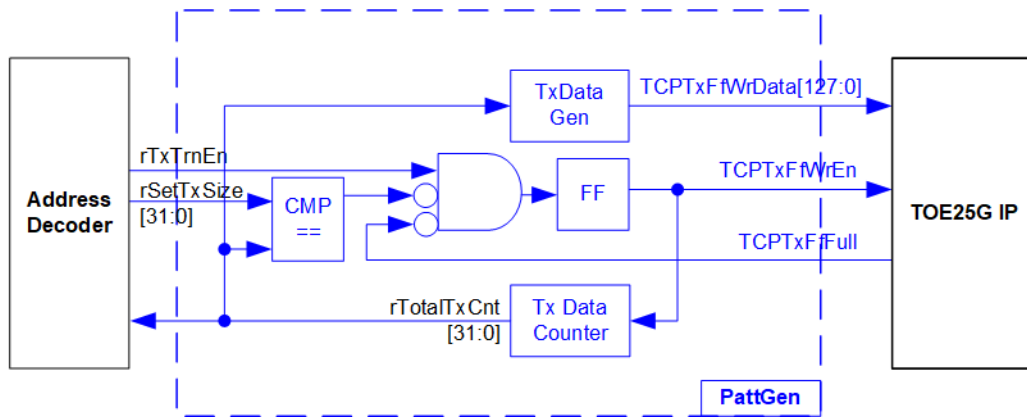 TxData
Gen
TCPTxFfWrData[127:0]
rTxTrnEn
rSetTxSize
[31:0]
Address
Decoder
CMP
==
FF
TCPTxFfWrEn
TOE25G IP
TCPTxFfFull
rTotalTxCnt
[31:0]
Tx Data
Counter
PattGen